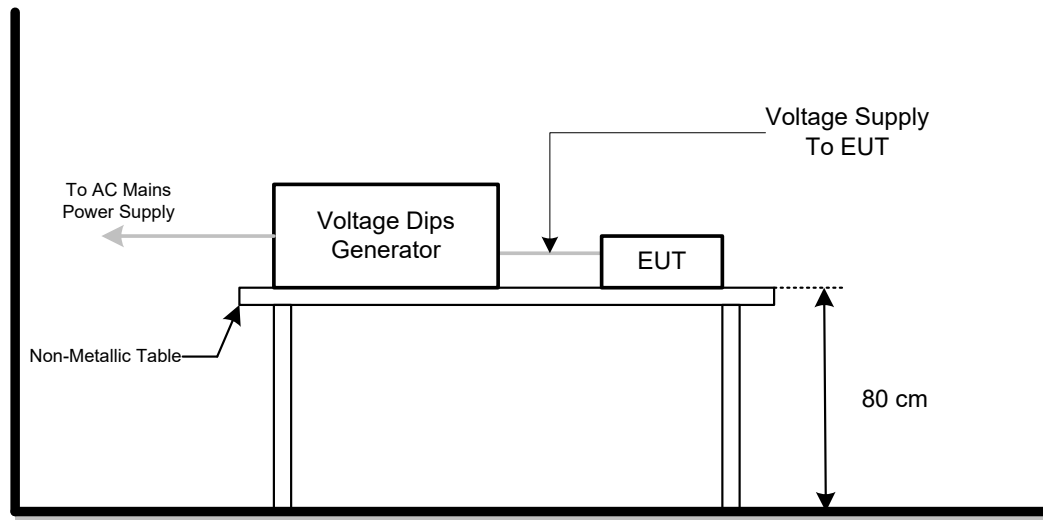 Voltage Supply
To EUT
To AC Mains
Power Supply
Voltage Dips
Generator
EUT
Non-Metallic Table
80 cm